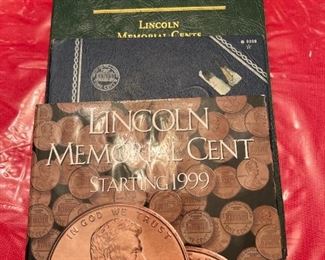 LINCOLN
MEMORIAL CENTS
LINCOLN
MEMORIAL CENT
STARTING 1999
IN GOD WE TRUST